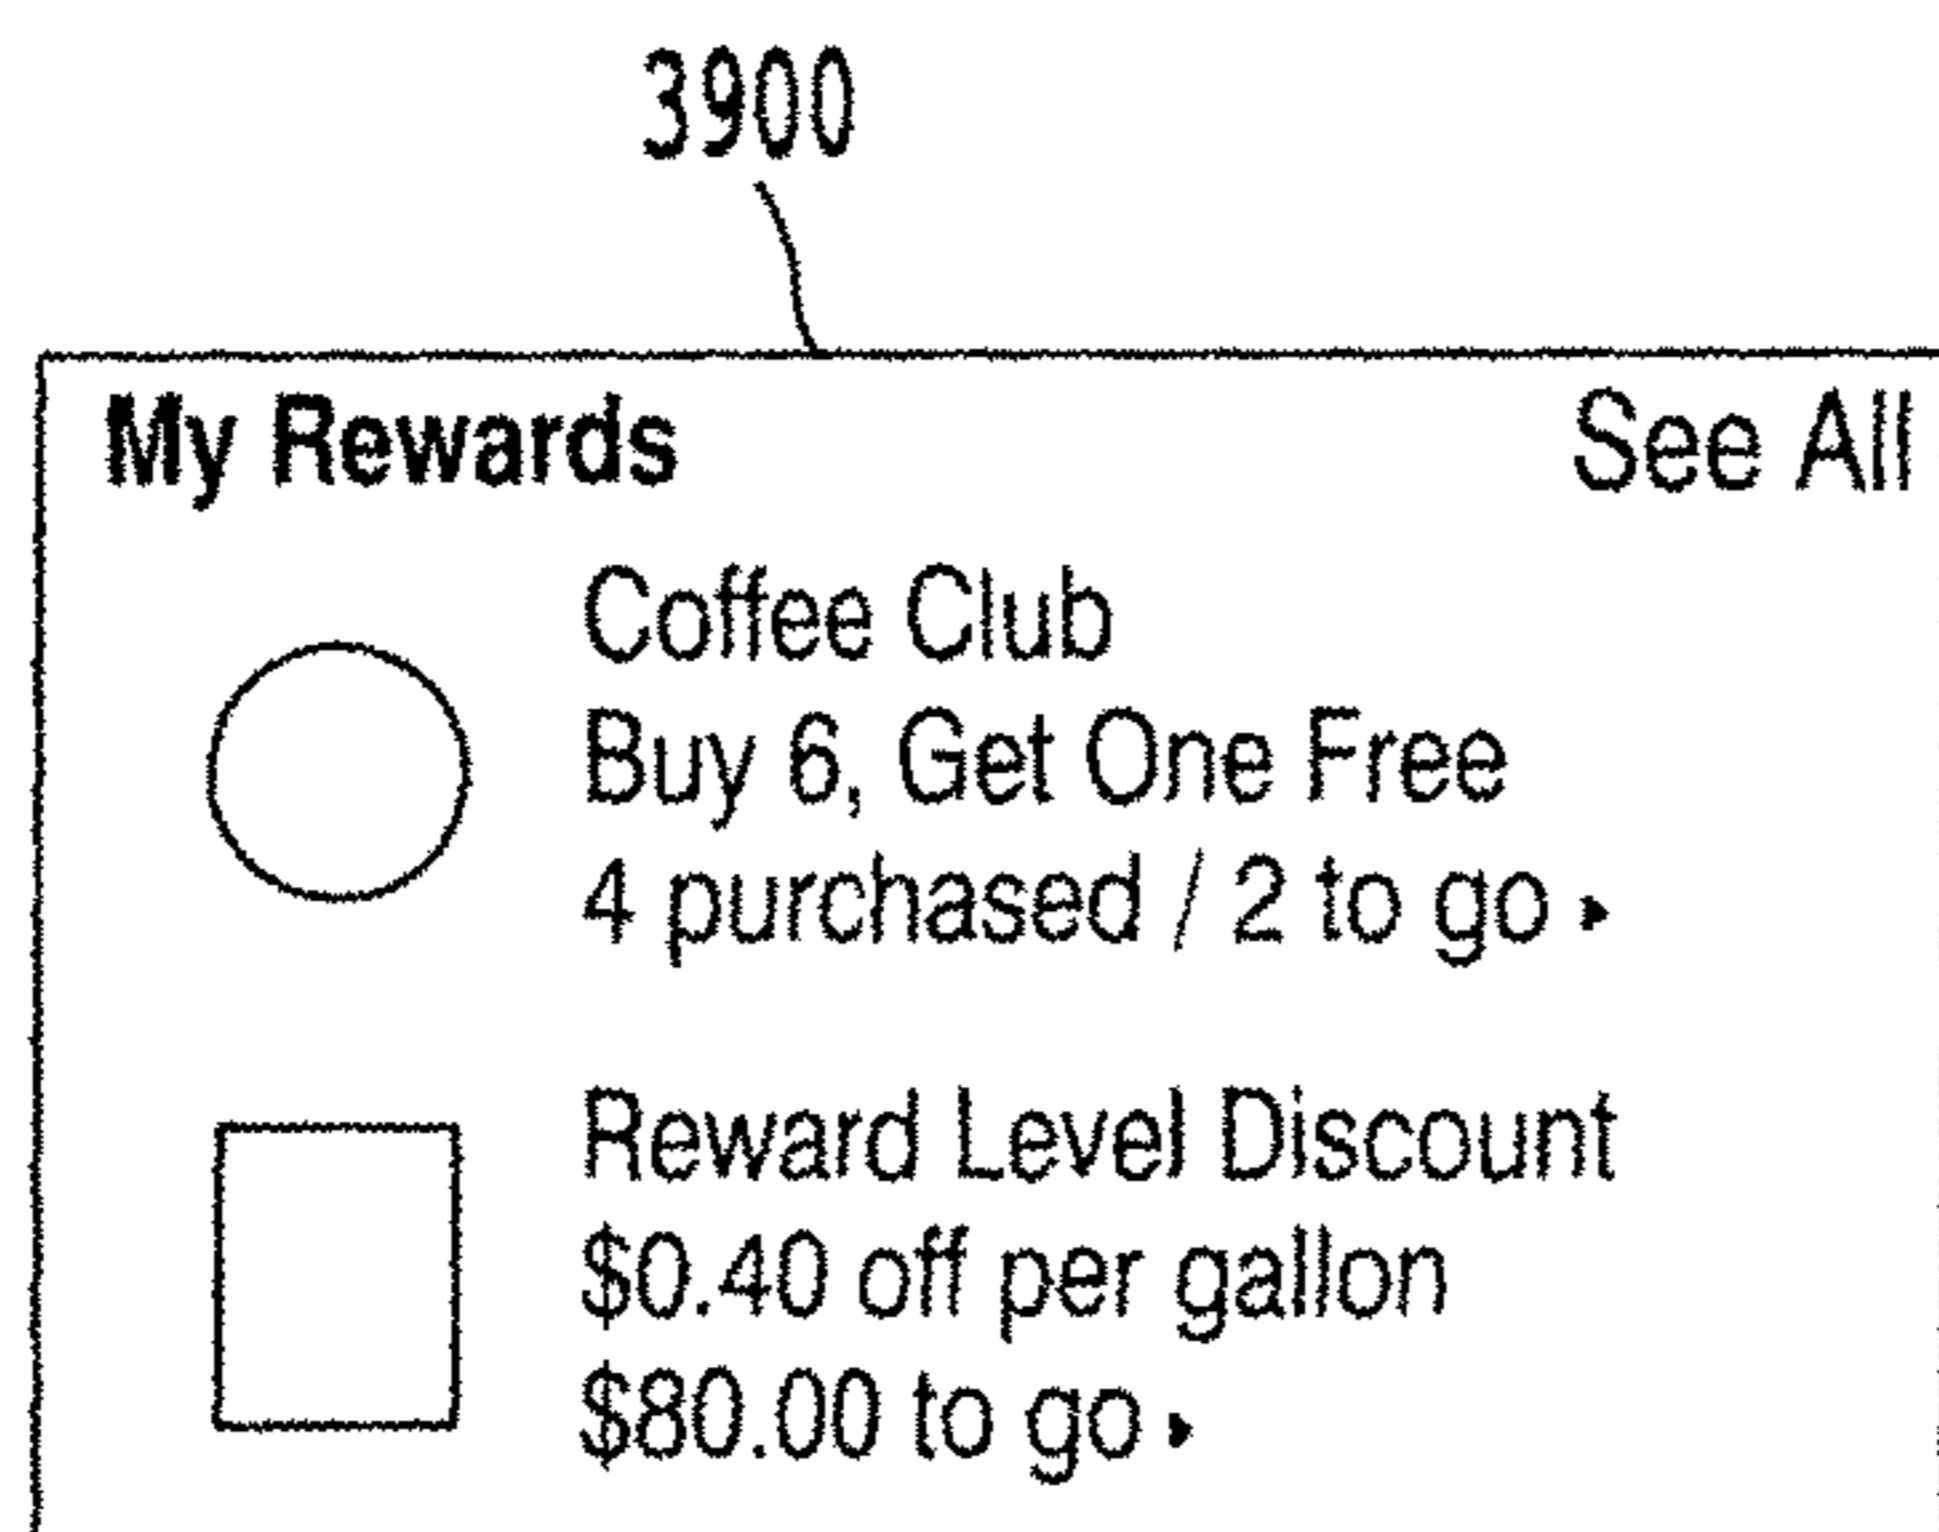 3900
My Rewards See All
Coffee Club
Buy 6, Get One Free
4 purchased / 2 to go ▸
Reward Level Discount
$0.40 off per gallon
$80.00 to go ▸